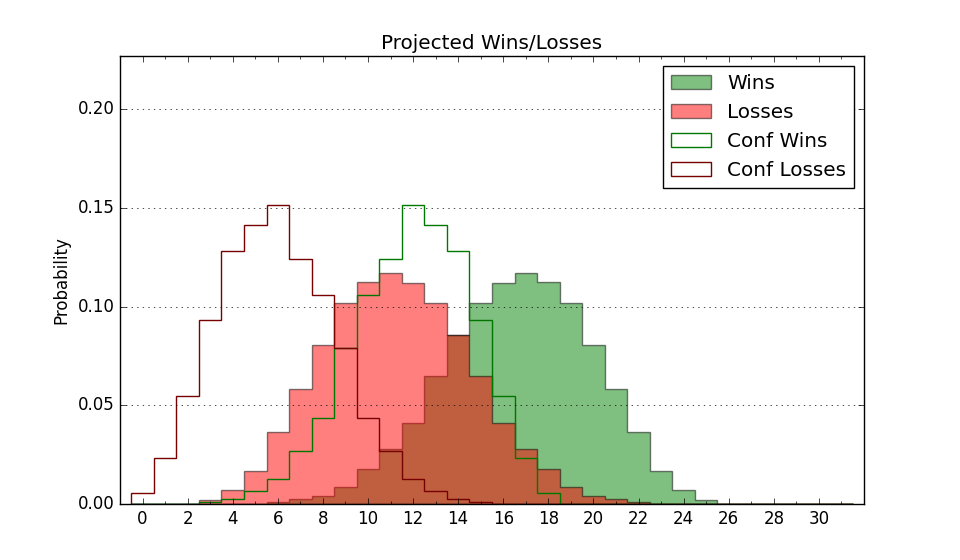 Projected Wins/Losses
Probability
0.20
0.15
0.10
0.05
0.00
0 2 4 6 8 10 12 14 16 18 20 22 24 26 28 30
Wins
Losses
Conf Wins
Conf Losses